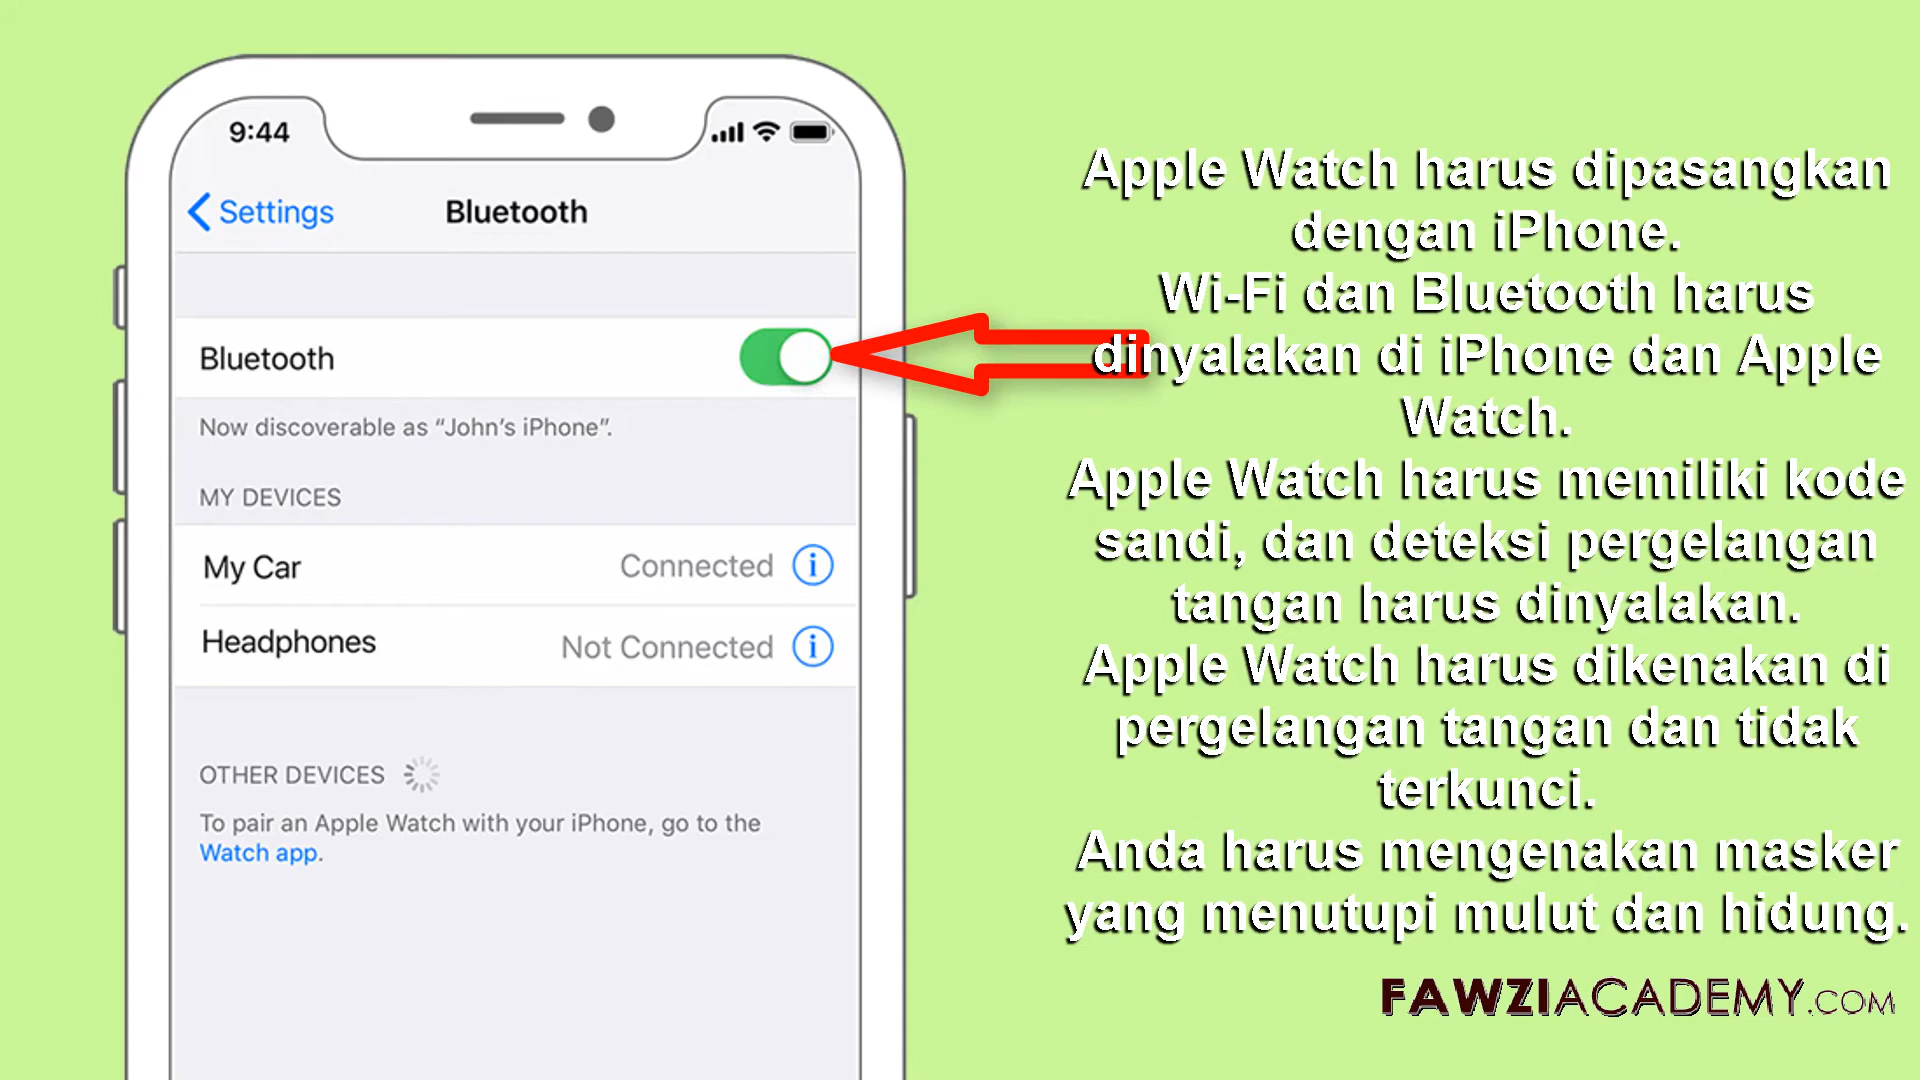 9:44
Settings
Bluetooth
Bluetooth
Now discoverable as “John’s iPhone”.
MY DEVICES
My Car Connected
Headphones Not Connected
OTHER DEVICES
To pair an Apple Watch with your iPhone, go to the
Watch app.
Apple Watch harus dipasangkan
dengan iPhone.
Wi-Fi dan Bluetooth harus
dinyalakan di iPhone dan Apple
Watch.
Apple Watch harus memiliki kode
sandi, dan deteksi pergelangan
tangan harus dinyalakan.
Apple Watch harus dikenakan di
pergelangan tangan dan tidak
terkunci.
Anda harus mengenakan masker
yang menutupi mulut dan hidung.
FAWZIACADEMY.COM